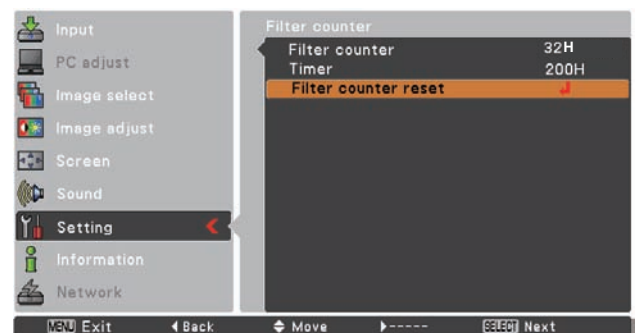 Input
PC adjust
Image select
Image adjust
Screen
Sound
Setting
Information
Network
Filter counter
Filter counter 32H
Timer 200H
Filter counter reset
MENU Exit Back Move ----- SELECT Next